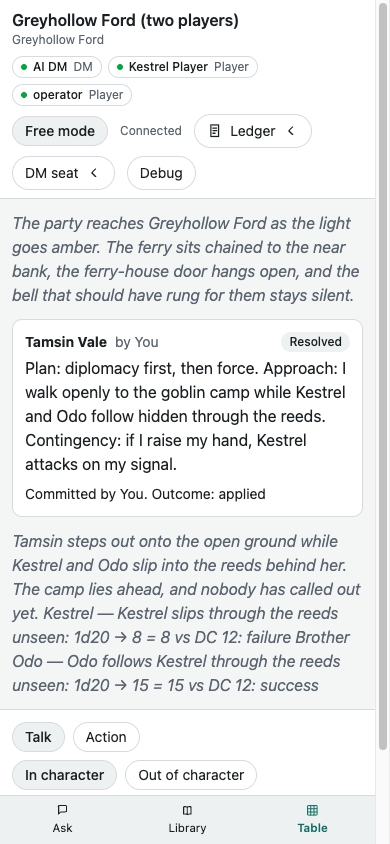 Greyhollow Ford (two players)
Greyhollow Ford
AI DM DM
Kestrel Player Player
operator Player
Free mode Connected Ledger
DM seat Debug
The party reaches Greyhollow Ford as the light
goes amber. The ferry sits chained to the near
bank, the ferry-house door hangs open, and the
bell that should have rung for them stays silent.
Tamsin Vale by You Resolved
Plan: diplomacy first, then force. Approach: I
walk openly to the goblin camp while Kestrel
and Odo follow hidden through the reeds.
Contingency: if I raise my hand, Kestrel
attacks on my signal.
Committed by You. Outcome: applied
Tamsin steps out onto the open ground while
Kestrel and Odo slip into the reeds behind her.
The camp lies ahead, and nobody has called out
yet. Kestrel — Kestrel slips through the reeds
unseen: 1d20 → 8 = 8 vs DC 12: failure Brother
Odo — Odo follows Kestrel through the reeds
unseen: 1d20 → 15 = 15 vs DC 12: success
Talk Action
In character Out of character
Ask Library Table